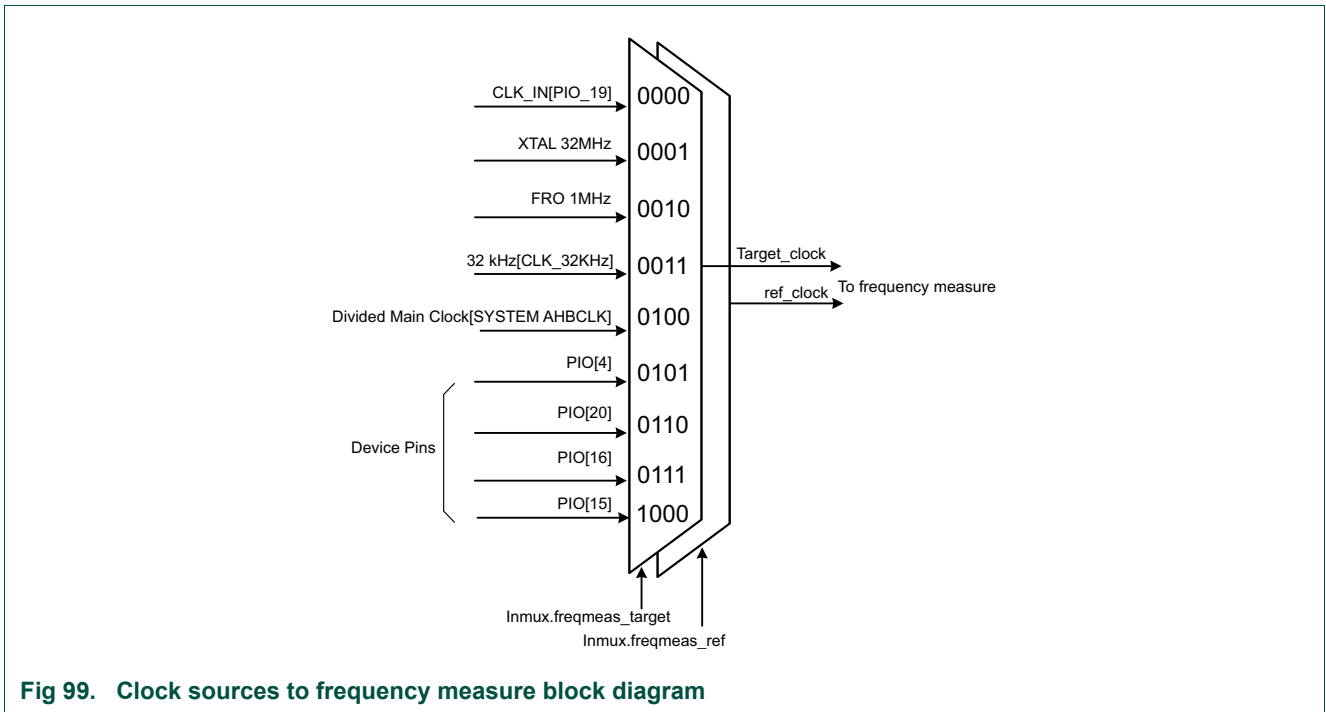 CLK_IN[PIO_19]
0000
XTAL 32MHz
0001
FRO 1MHz
0010
32 kHz[CLK_32KHz]
0011
Target_clock
ref_clock
To frequency measure
Divided Main Clock[SYSTEM AHBCLK]
0100
PIO[4]
0101
PIO[20]
0110
Device Pins
PIO[16]
0111
PIO[15]
1000
Inmux.freqmeas_target
Inmux.freqmeas_ref
Fig 99. Clock sources to frequency measure block diagram